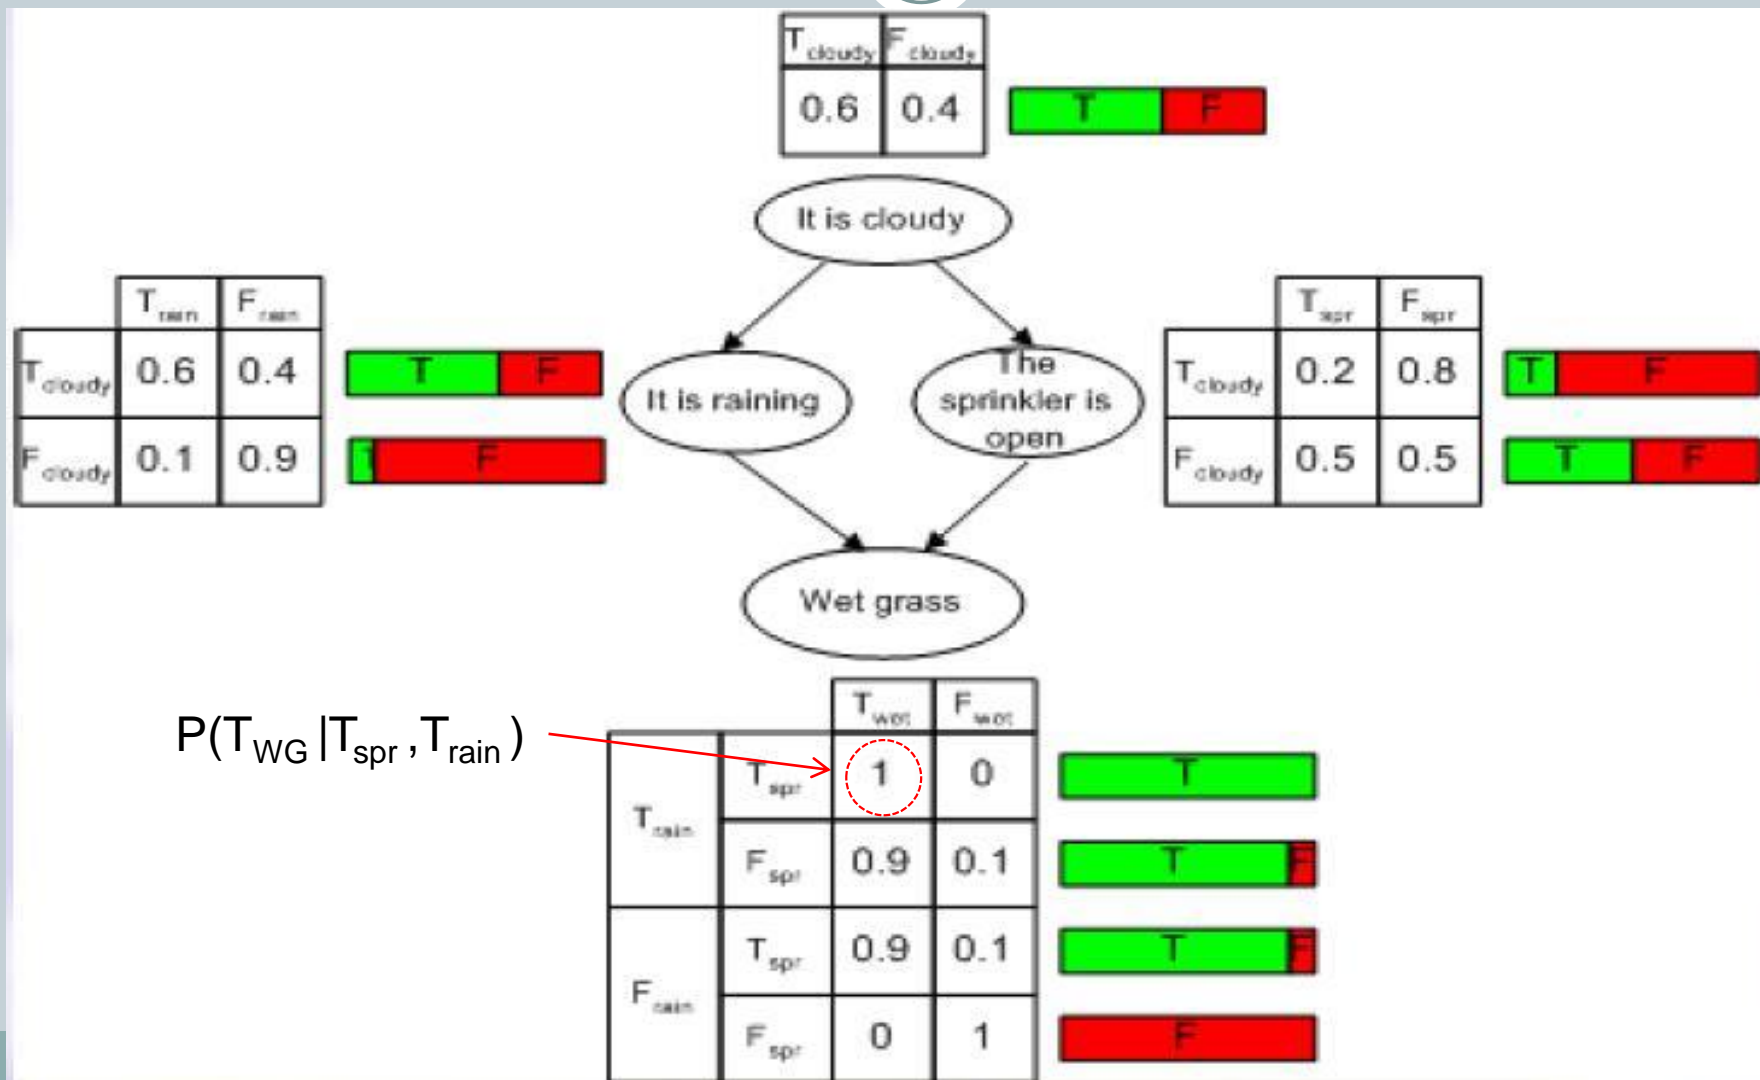 T cloudy F cloudy
0.6 0.4
T F
It is cloudy
T rain F rain
T cloudy 0.6 0.4
T F
F cloudy 0.1 0.9
F
It is raining
The
sprinkler is
open
T spr F spr
T cloudy 0.2 0.8
T F
F cloudy 0.5 0.5
T F
Wet grass
P(T WG |T spr ,T rain )
T wet F wet
T rain
T spr 1 0
T
F spr 0.9 0.1
T F
F rain
T spr 0.9 0.1
T F
F spr 0 1
F